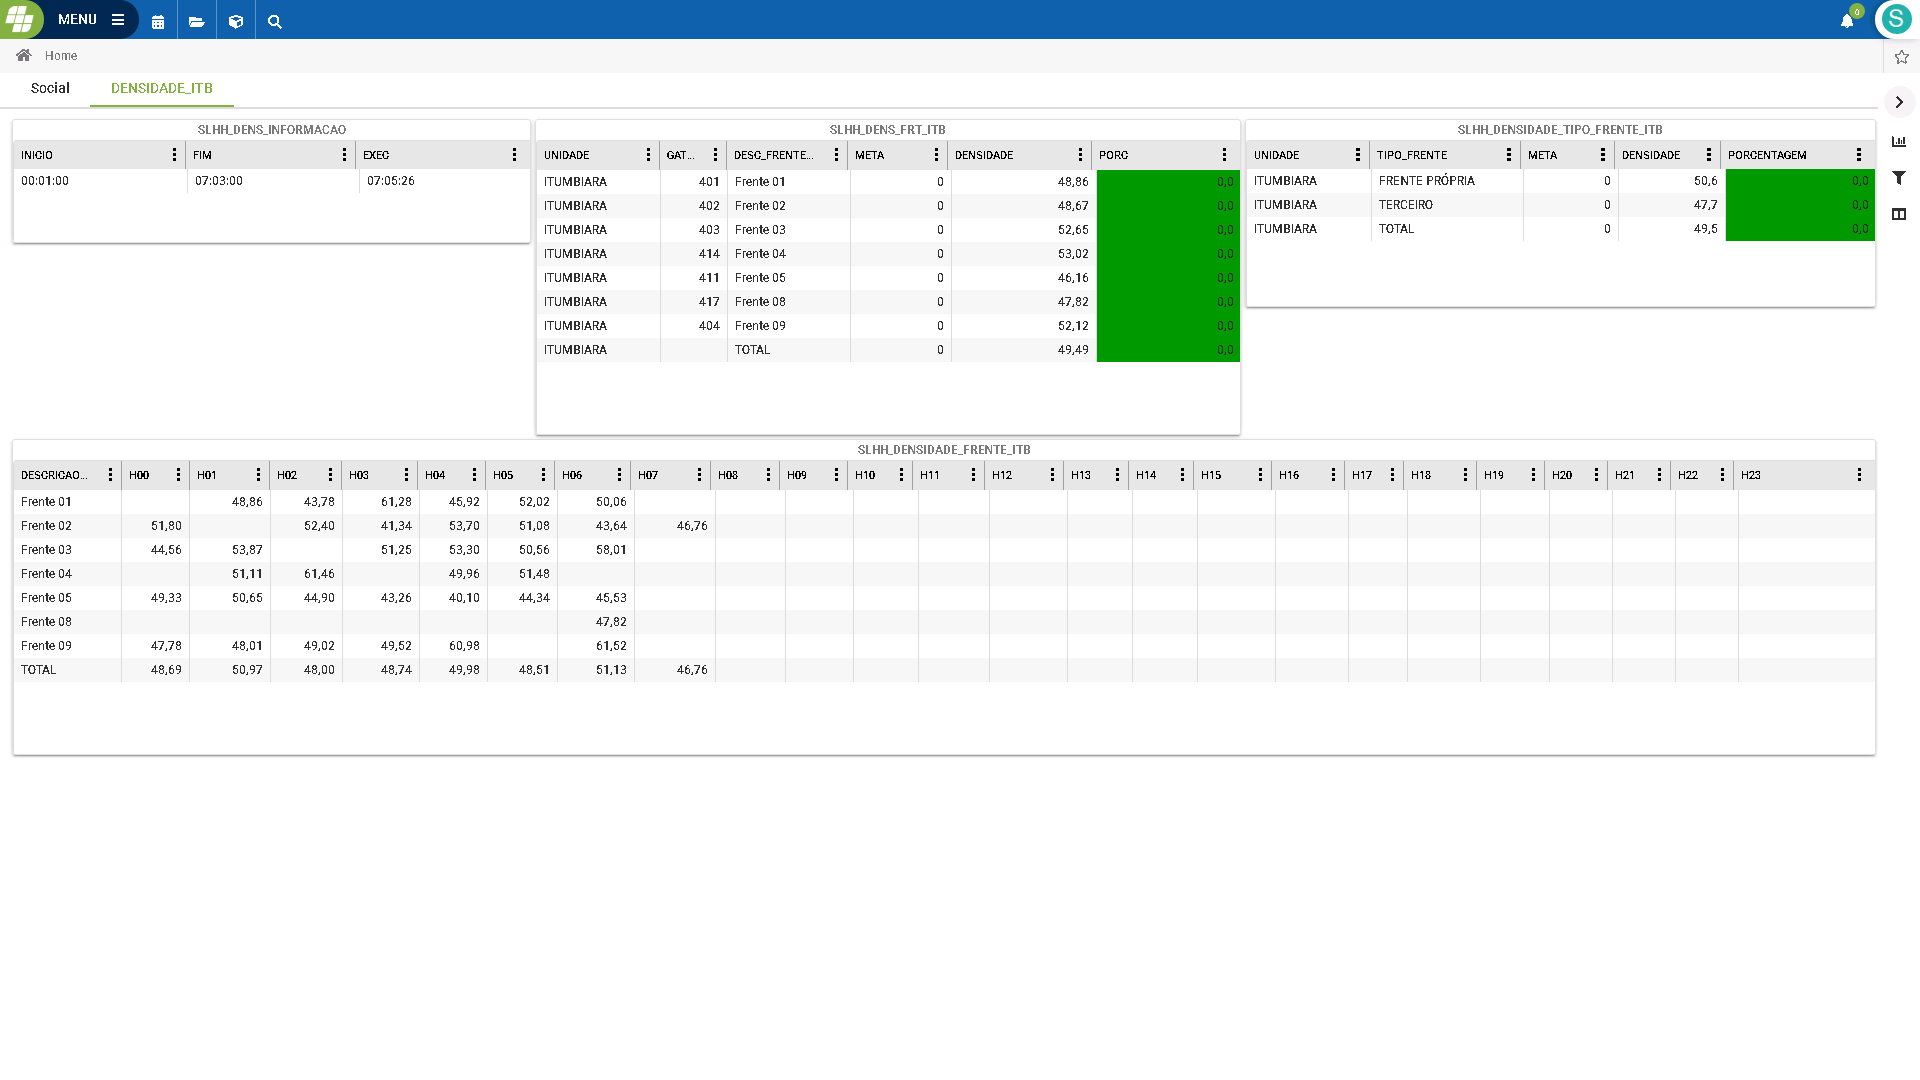 MENU
0
S
Home
Social DENSIDADE_ITB
SLHH_DENS_INFORMACAO
INICIO FIM EXEC
00:01:00 07:03:00 07:05:26
SLHH_DENS_FRT_ITB
UNIDADE GAT... DESC_FRENTE... META DENSIDADE PORC
ITUMBIARA 401 Frente 01 0 48,86 0,0
ITUMBIARA 402 Frente 02 0 48,67 0,0
ITUMBIARA 403 Frente 03 0 52,65 0,0
ITUMBIARA 414 Frente 04 0 53,02 0,0
ITUMBIARA 411 Frente 05 0 46,16 0,0
ITUMBIARA 417 Frente 08 0 47,82 0,0
ITUMBIARA 404 Frente 09 0 52,12 0,0
ITUMBIARA TOTAL 0 49,49 0,0
SLHH_DENSIDADE_TIPO_FRENTE_ITB
UNIDADE TIPO_FRENTE META DENSIDADE PORCENTAGEM
ITUMBIARA FRENTE PRÓPRIA 0 50,6 0,0
ITUMBIARA TERCEIRO 0 47,7 0,0
ITUMBIARA TOTAL 0 49,5 0,0
SLHH_DENSIDADE_FRENTE_ITB
DESCRICAO... H00 H01 H02 H03 H04 H05 H06 H07 H08 H09 H10 H11 H12 H13 H14 H15 H16 H17 H18 H19 H20 H21 H22 H23
Frente 01 48,86 43,78 61,28 45,92 52,02 50,06
Frente 02 51,80 52,40 41,34 53,70 51,08 43,64 46,76
Frente 03 44,56 53,87 51,25 53,30 50,56 58,01
Frente 04 51,11 61,46 49,96 51,48
Frente 05 49,33 50,65 44,90 43,26 40,10 44,34 45,53
Frente 08 47,82
Frente 09 47,78 48,01 49,02 49,52 60,98 61,52
TOTAL 48,69 50,97 48,00 48,74 49,98 48,51 51,13 46,76